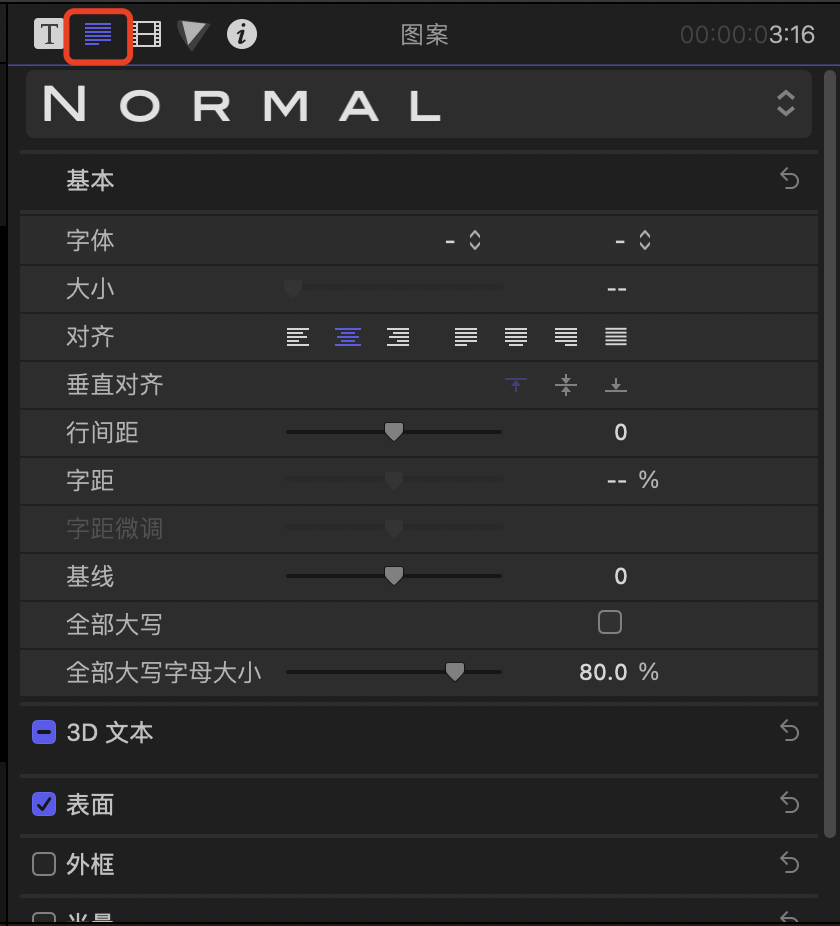 T
i
图案
00:00:03:16
NORMAL
基本
字体 - -
大小 --
对齐
垂直对齐
行间距 0
字距 -- %
字距微调
基线 0
全部大写
全部大写字母大小 80.0 %
3D 文本
表面
外框
光晕